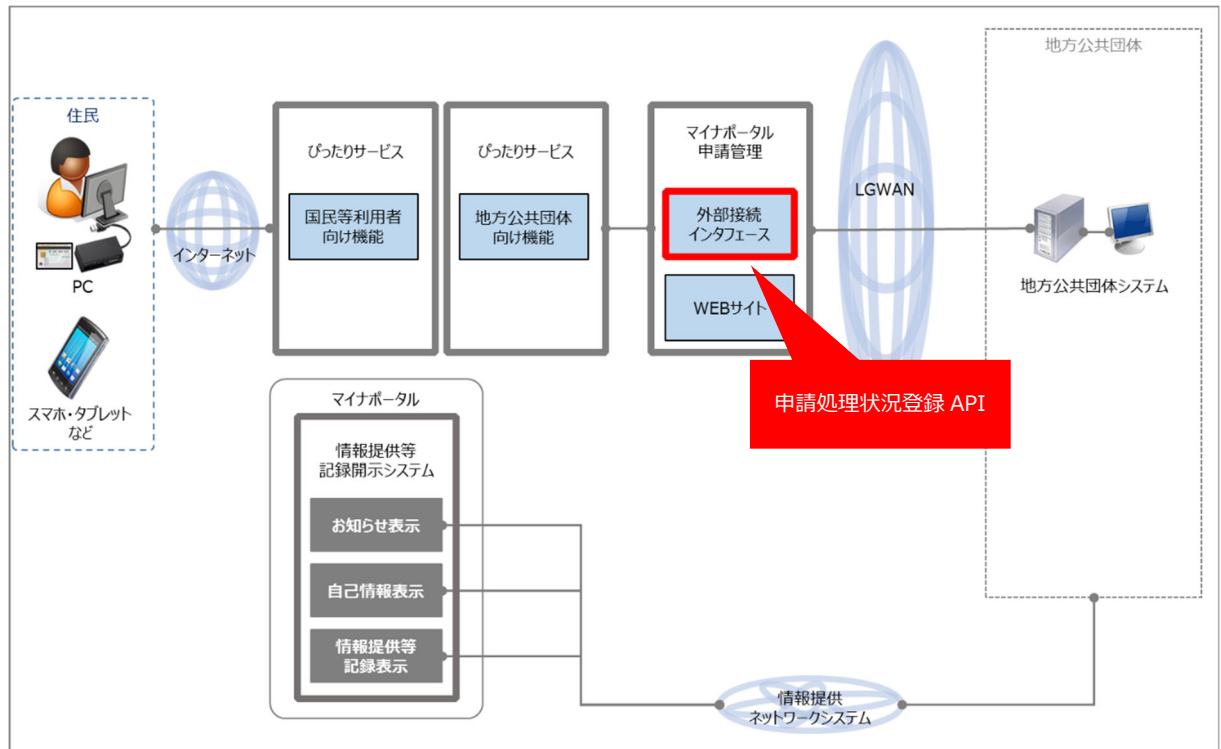 地方公共団体
住民
PC
スマホ・タブレット
など
インターネット
ぴったりサービス
国民等利用者
向け機能
ぴったりサービス
地方公共団体
向け機能
マイナポータル
申請管理
外部接続
インタフェース
WEBサイト
LGWAN
地方公共団体システム
申請処理状況登録 API
マイナポータル
情報提供等
記録開示システム
お知らせ表示
自己情報表示
情報提供等
記録表示
情報提供
ネットワークシステム